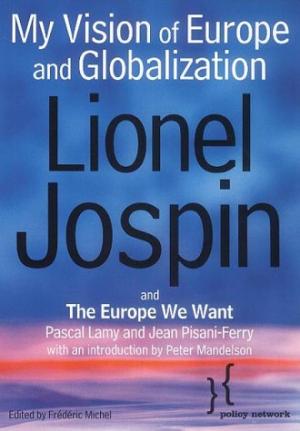 My Vision of Europe
and Globalization
Lionel
Jospin
and
The Europe We Want
Pascal Lamy and Jean Pisani-Ferry
with an introduction by Peter Mandelson
}{
policy network
Edited by Frédéric Michel